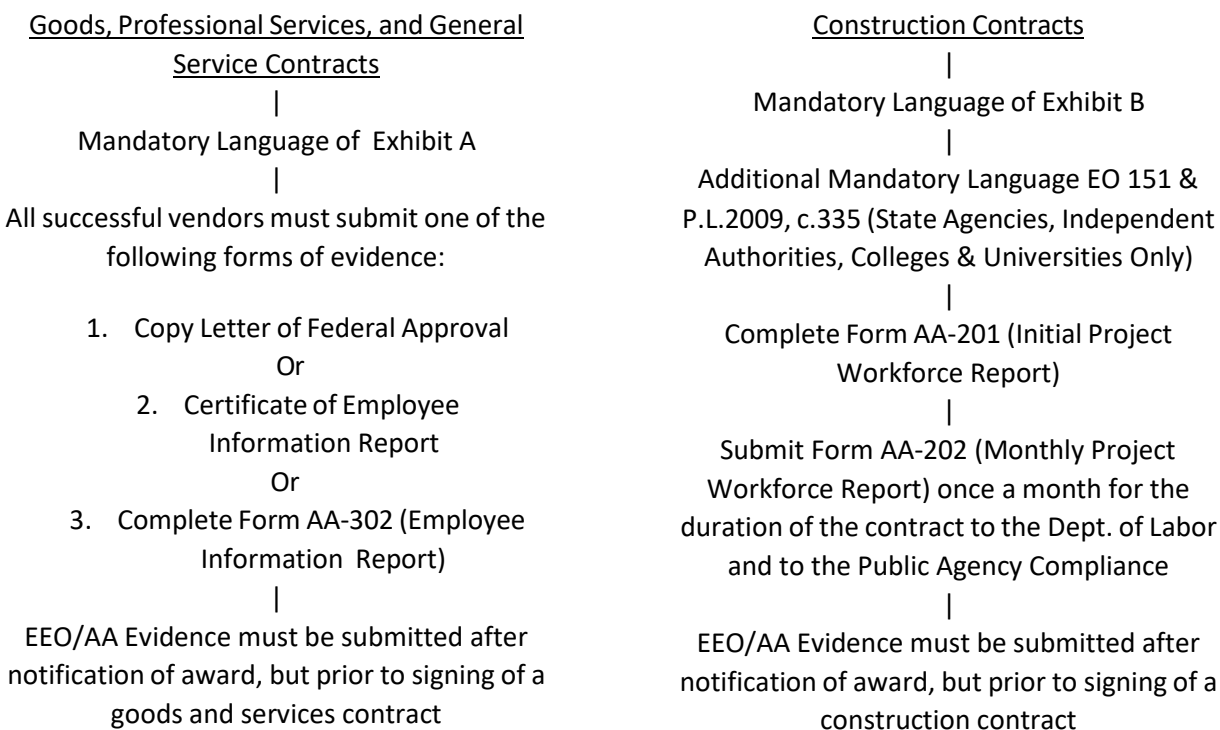 Goods, Professional Services, and General
Service Contracts
|
Mandatory Language of Exhibit A
|
All successful vendors must submit one of the
following forms of evidence:
1. Copy Letter of Federal Approval
Or
2. Certificate of Employee
Information Report
Or
3. Complete Form AA-302 (Employee
Information Report)
|
EEO/AA Evidence must be submitted after
notification of award, but prior to signing of a
goods and services contract
Construction Contracts
|
Mandatory Language of Exhibit B
|
Additional Mandatory Language EO 151 &
P.L.2009, c.335 (State Agencies, Independent
Authorities, Colleges & Universities Only)
|
Complete Form AA-201 (Initial Project
Workforce Report)
|
Submit Form AA-202 (Monthly Project
Workforce Report) once a month for the
duration of the contract to the Dept. of Labor
and to the Public Agency Compliance
|
EEO/AA Evidence must be submitted after
notification of award, but prior to signing of a
construction contract